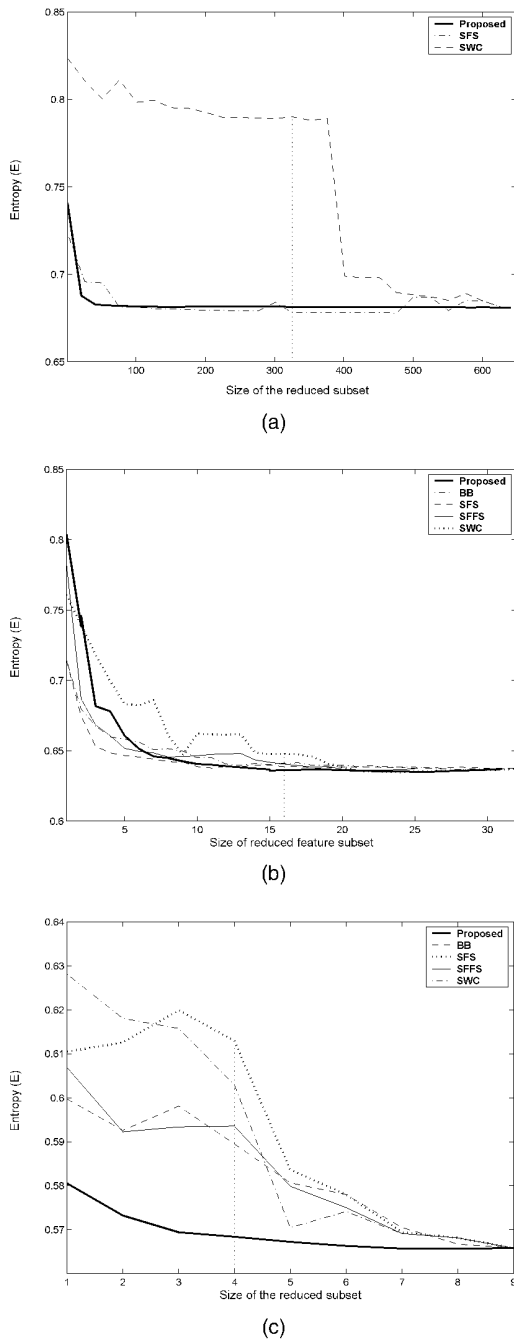 0.85
0.8
0.75
0.7
0.65
Entropy (E)
Proposed
SFS
SWC
100 200 300 400 500 600
Size of the reduced subset
(a)
0.85
0.8
0.75
0.7
0.65
0.6
Entropy (E)
Proposed
BB
SFS
SFFS
SWC
5 10 15 20 25 30
Size of reduced feature subset
(b)
0.64
0.63
0.62
0.61
0.6
0.59
0.58
0.57
Entropy (E)
Proposed
BB
SFS
SFFS
SWC
1 2 3 4 5 6 7 8 9
Size of the reduced subset
(c)